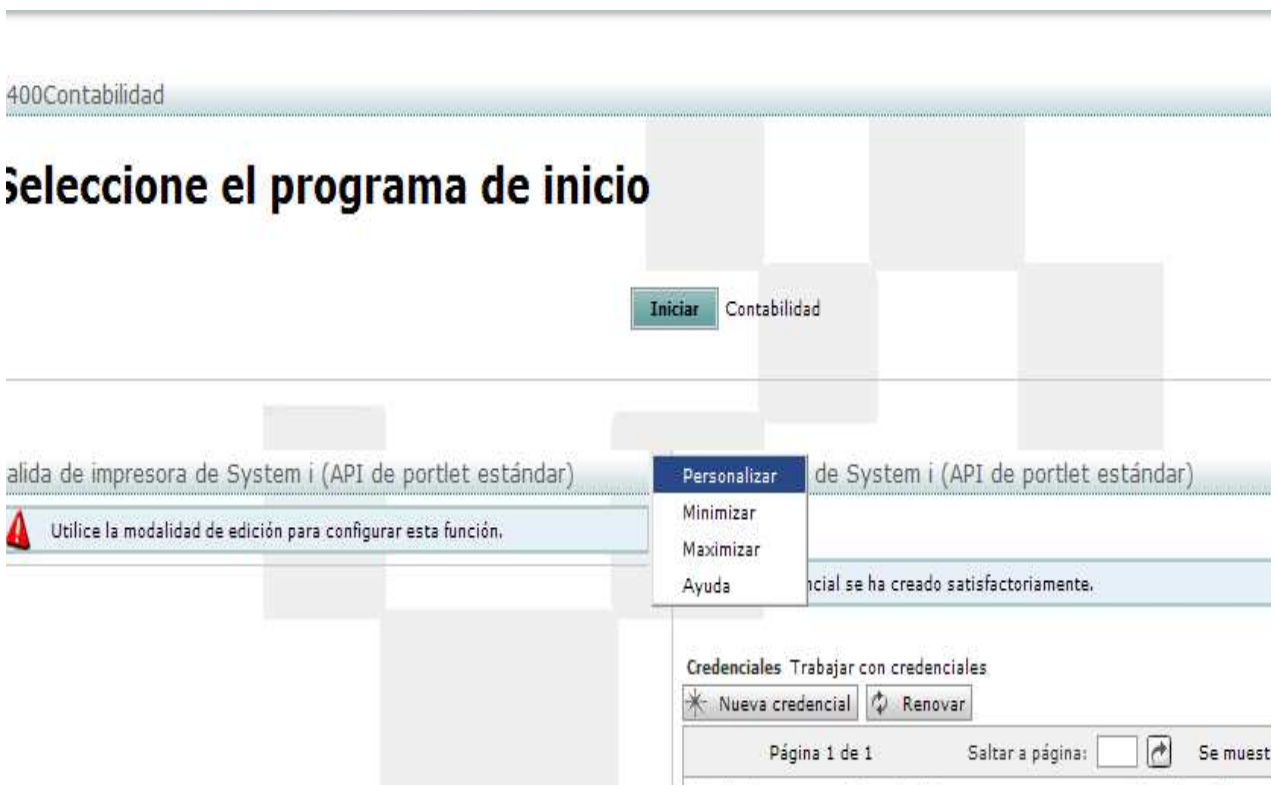 400Contabilidad
Seleccione el programa de inicio
Iniciar Contabilidad
alida de impresora de System i (API de portlet estándar)
Utilice la modalidad de edición para configurar esta función.
Personalizar
Minimizar
Maximizar
Ayuda
de System i (API de portlet estándar)
ncial se ha creado satisfactoriamente.
Credenciales Trabajar con credenciales
Nueva credencial Renovar
Página 1 de 1 Saltar a página: Se muest